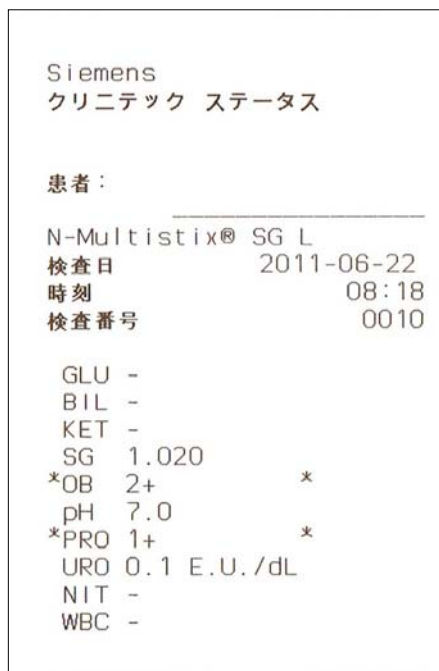 Siemens
クリニテック ステータス
患者:
N-Multistix® SG L
検査日 2011-06-22
時刻 08:18
検査番号 0010
GLU -
BIL -
KET -
SG 1.020
*OB 2+ *
pH 7.0
*PRO 1+ *
URO 0.1 E.U./dL
NIT -
WBC -